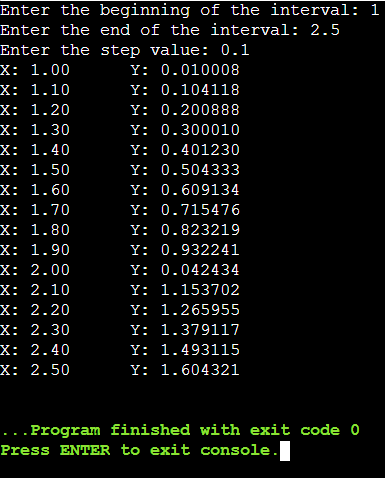 Enter the beginning of the interval: 1
Enter the end of the interval: 2.5
Enter the step value: 0.1
X: 1.00 Y: 0.010008
X: 1.10 Y: 0.104118
X: 1.20 Y: 0.200888
X: 1.30 Y: 0.300010
X: 1.40 Y: 0.401230
X: 1.50 Y: 0.504333
X: 1.60 Y: 0.609134
X: 1.70 Y: 0.715476
X: 1.80 Y: 0.823219
X: 1.90 Y: 0.932241
X: 2.00 Y: 0.042434
X: 2.10 Y: 1.153702
X: 2.20 Y: 1.265955
X: 2.30 Y: 1.379117
X: 2.40 Y: 1.493115
X: 2.50 Y: 1.604321
...Program finished with exit code 0
Press ENTER to exit console.